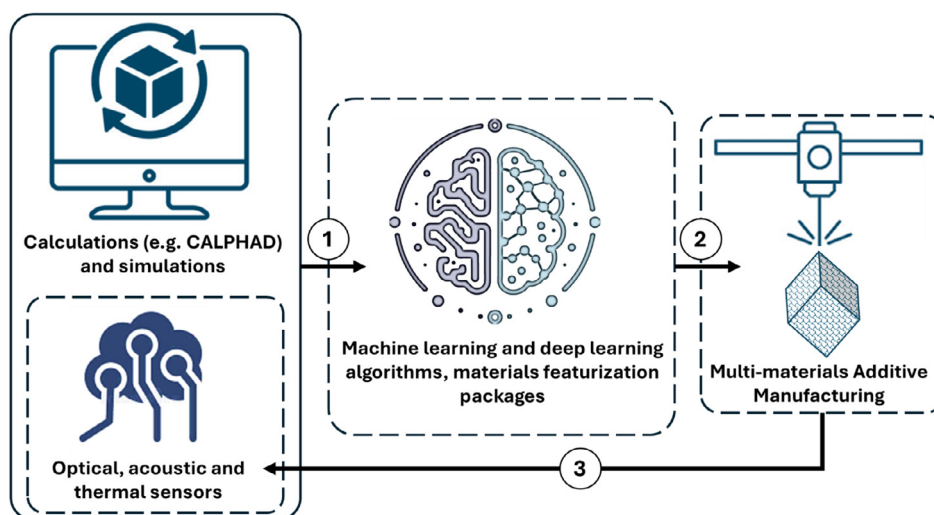 Calculations (e.g. CALPHAD)
and simulations
1
Optical, acoustic and
thermal sensors
Machine learning and deep learning
algorithms, materials featurization
packages
2
Multi-materials Additive
Manufacturing
3